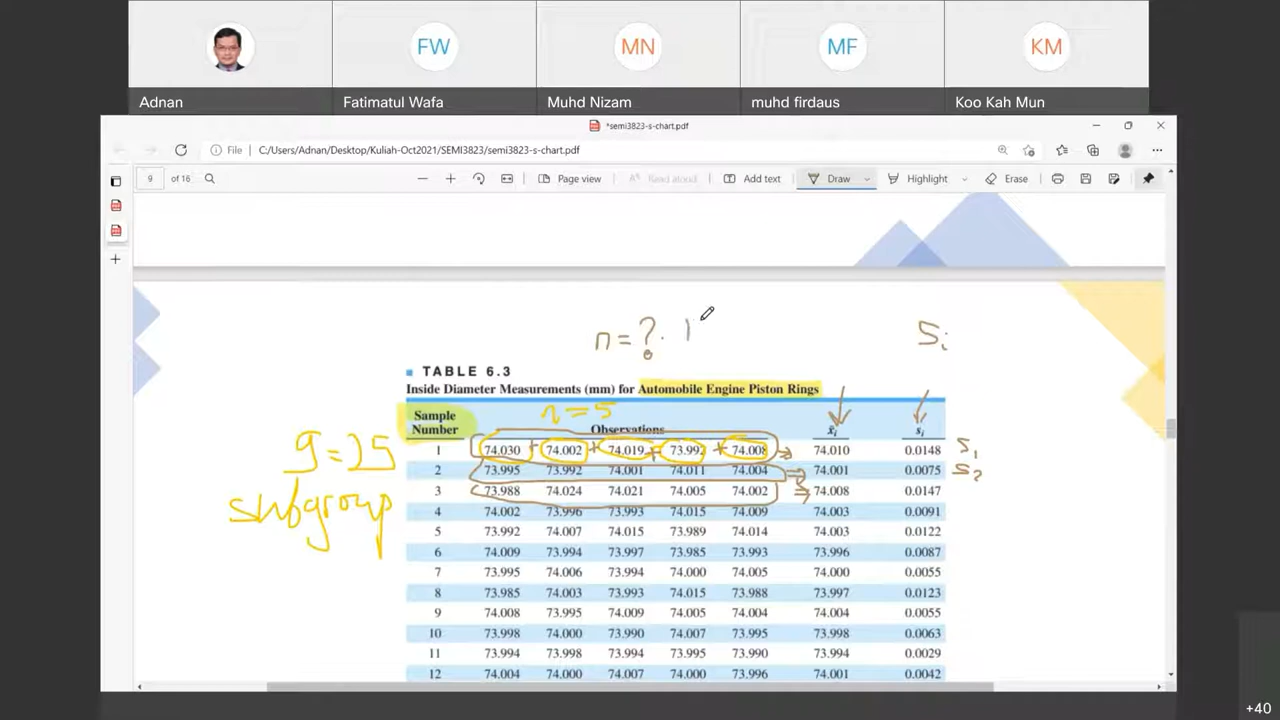 FW MN MF KM
Adnan Fatimatul Wafa Muhd Nizam muhd firdaus Koo Kah Mun
*semi3823-s-chart.pdf
File C:/Users/Adnan/Desktop/Kuliah-Oct2021/SEMI3823/semi3823-s-chart.pdf
9 of 16 Page view Read aloud Add text Draw Highlight Erase
n = ?. 1 Si
TABLE 6.3
Inside Diameter Measurements (mm) for Automobile Engine Piston Rings
n = 5
Sample
Number Observations x̄i si
g = 25
subgroup
1 74.030 + 74.002 + 74.019 + 73.992 + 74.008 74.010 0.0148 S1
2 73.995 73.992 74.001 74.011 74.004 74.001 0.0075 S2
3 73.988 74.024 74.021 74.005 74.002 74.008 0.0147
4 74.002 73.996 73.993 74.015 74.009 74.003 0.0091
5 73.992 74.007 74.015 73.989 74.014 74.003 0.0122
6 74.009 73.994 73.997 73.985 73.993 73.996 0.0087
7 73.995 74.006 73.994 74.000 74.005 74.000 0.0055
8 73.985 74.003 73.993 74.015 73.988 73.997 0.0123
9 74.008 73.995 74.009 74.005 74.004 74.004 0.0055
10 73.998 74.000 73.990 74.007 73.995 73.998 0.0063
11 73.994 73.998 73.994 73.995 73.990 73.994 0.0029
12 74.004 74.000 74.007 74.000 73.996 74.001 0.0042
+40